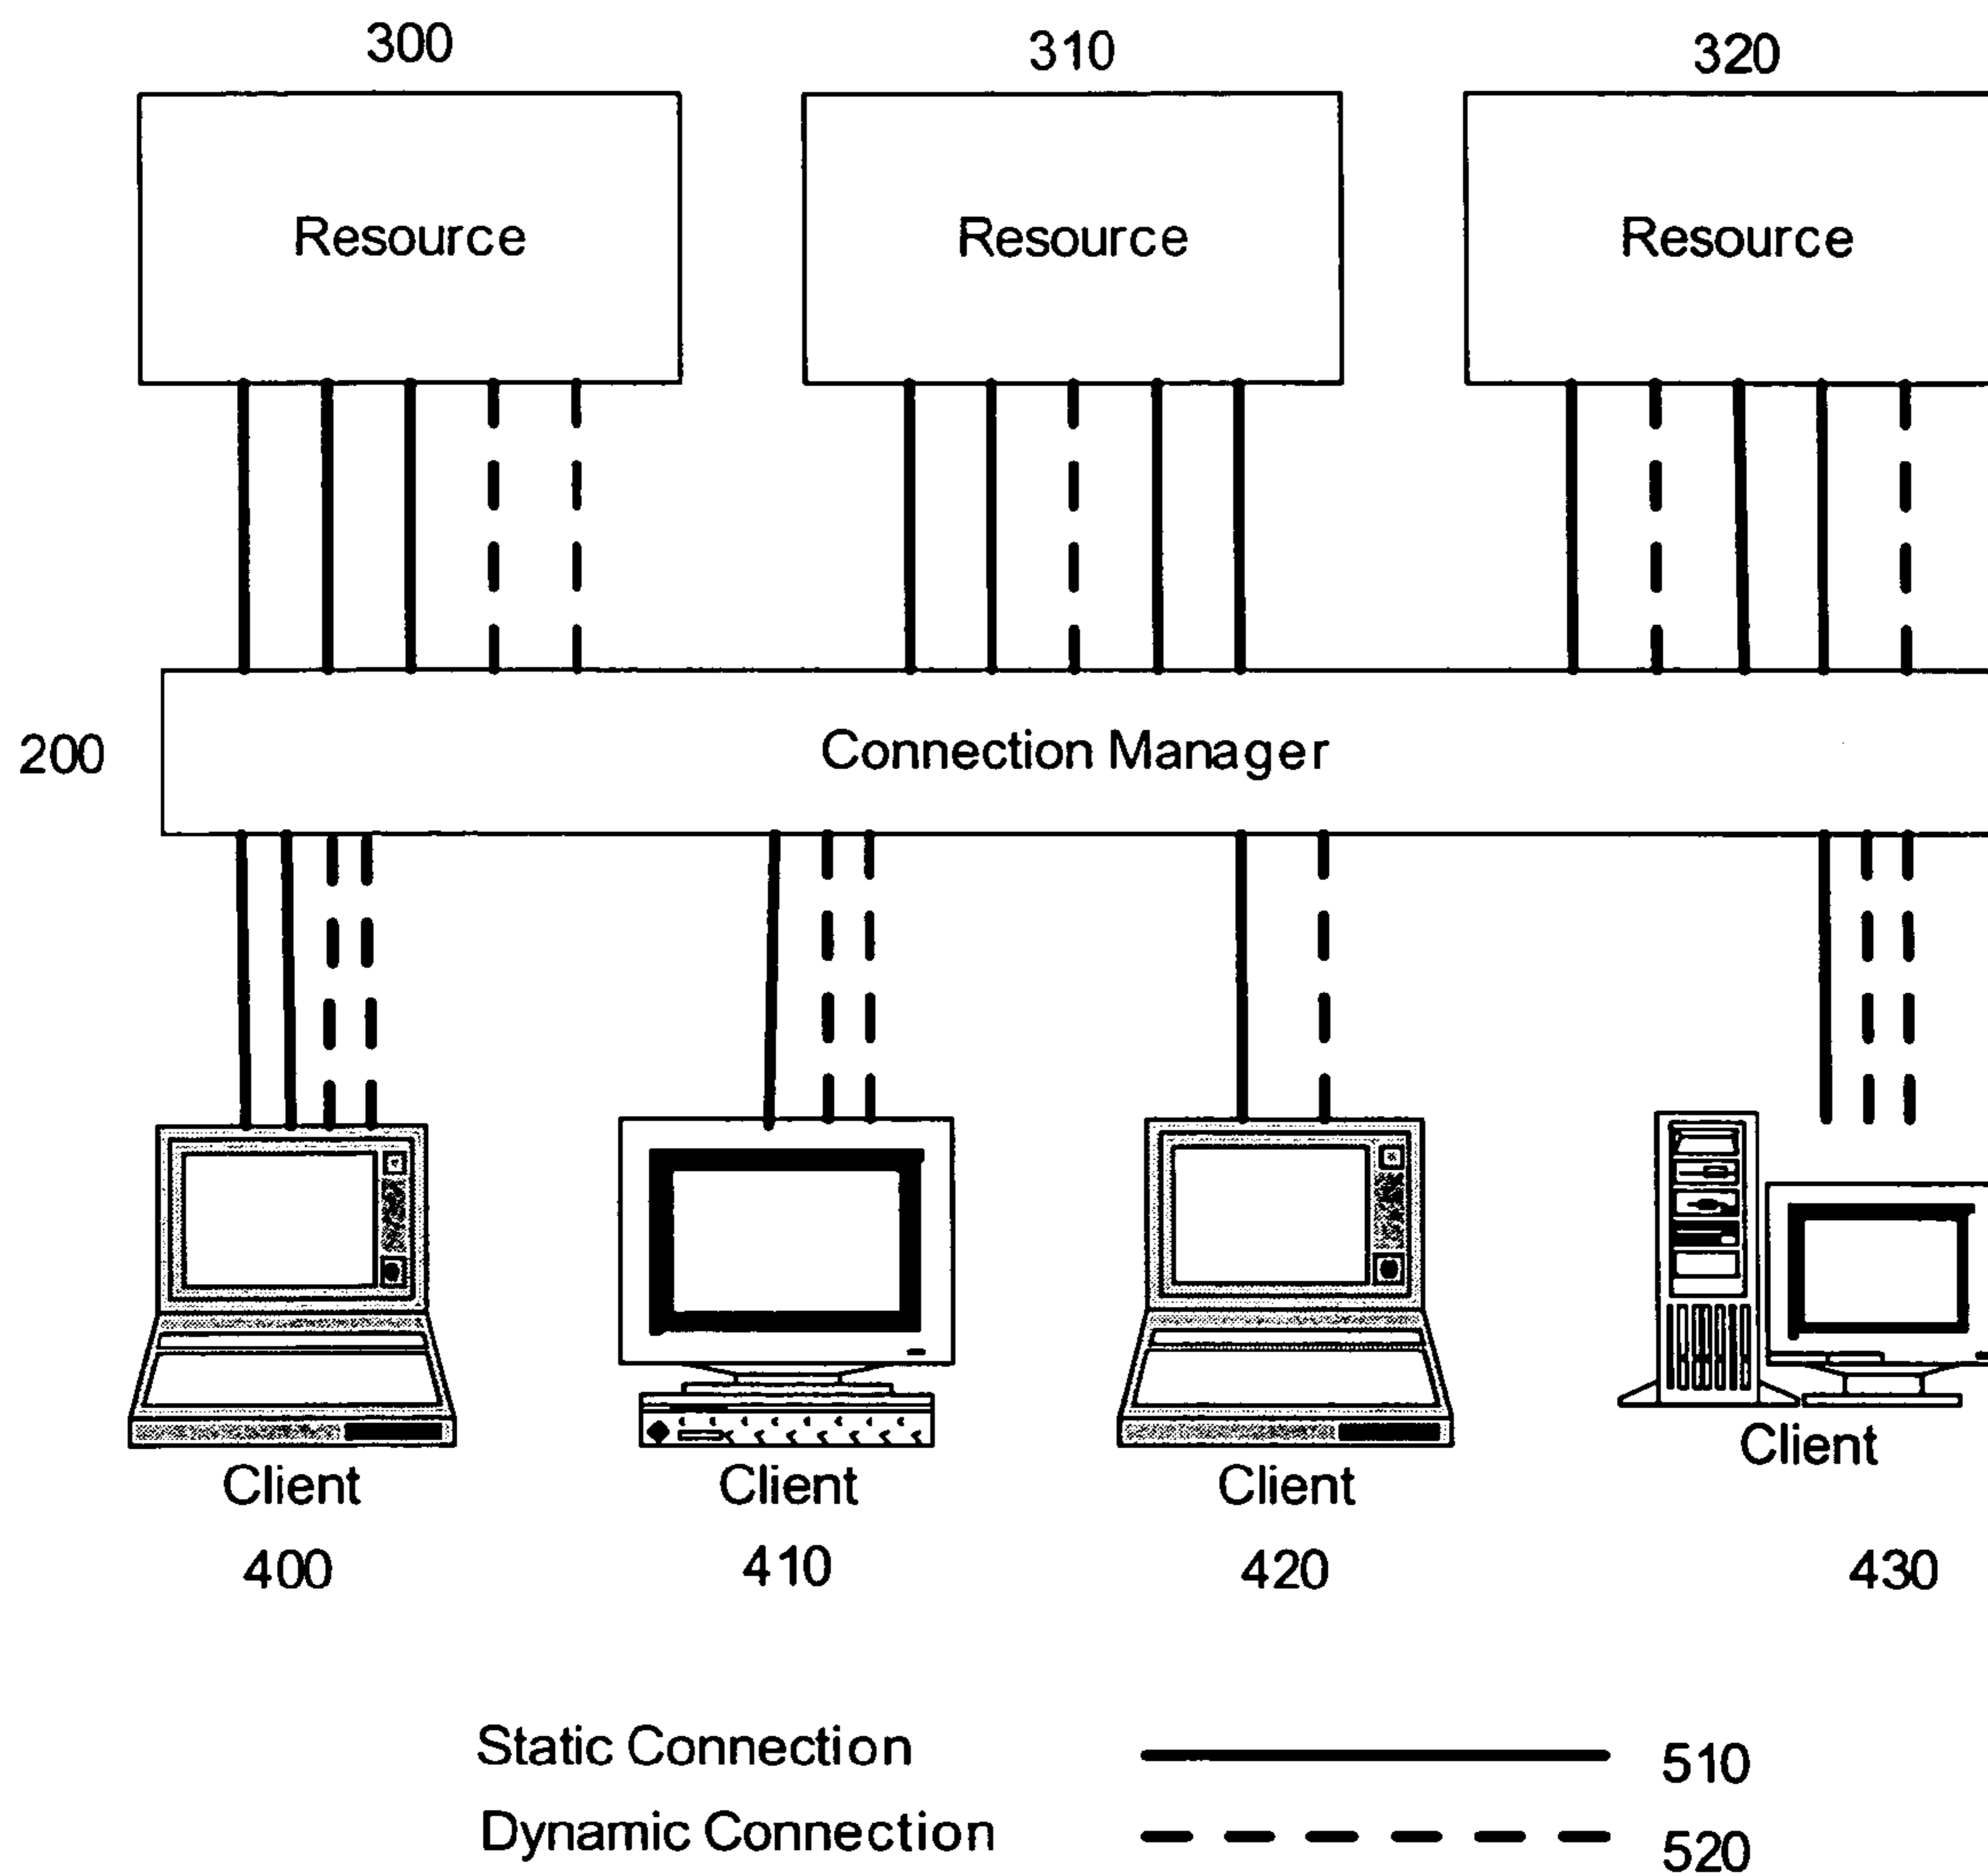 300
310
320
Resource
Resource
Resource
200
Connection Manager
Client
Client
Client
Client
400
410
420
430
Static Connection
510
Dynamic Connection
520